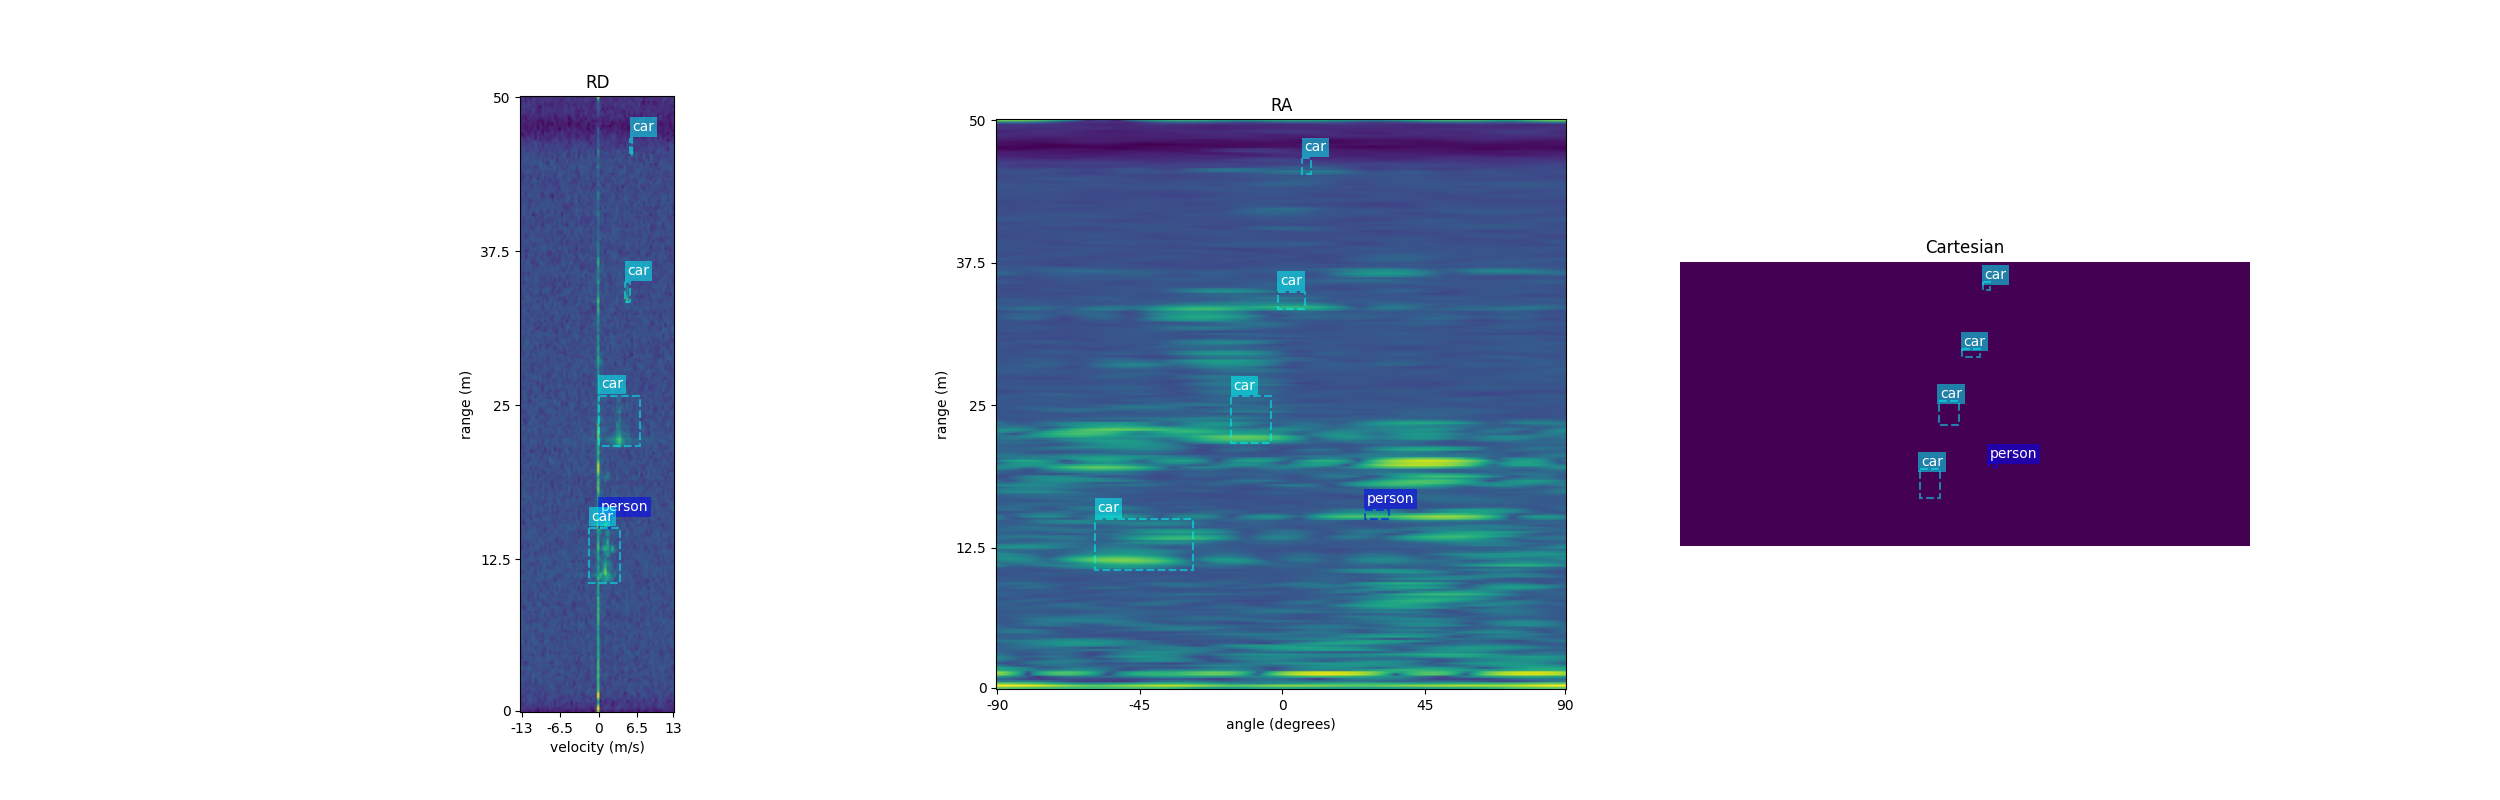 RD
50
37.5
25
12.5
0
range (m)
-13 -6.5 0 6.5 13
velocity (m/s)
car
car
car
person
car
RA
50
37.5
25
12.5
0
range (m)
-90 -45 0 45 90
angle (degrees)
car
car
car
person
car
Cartesian
car
car
car
person
car